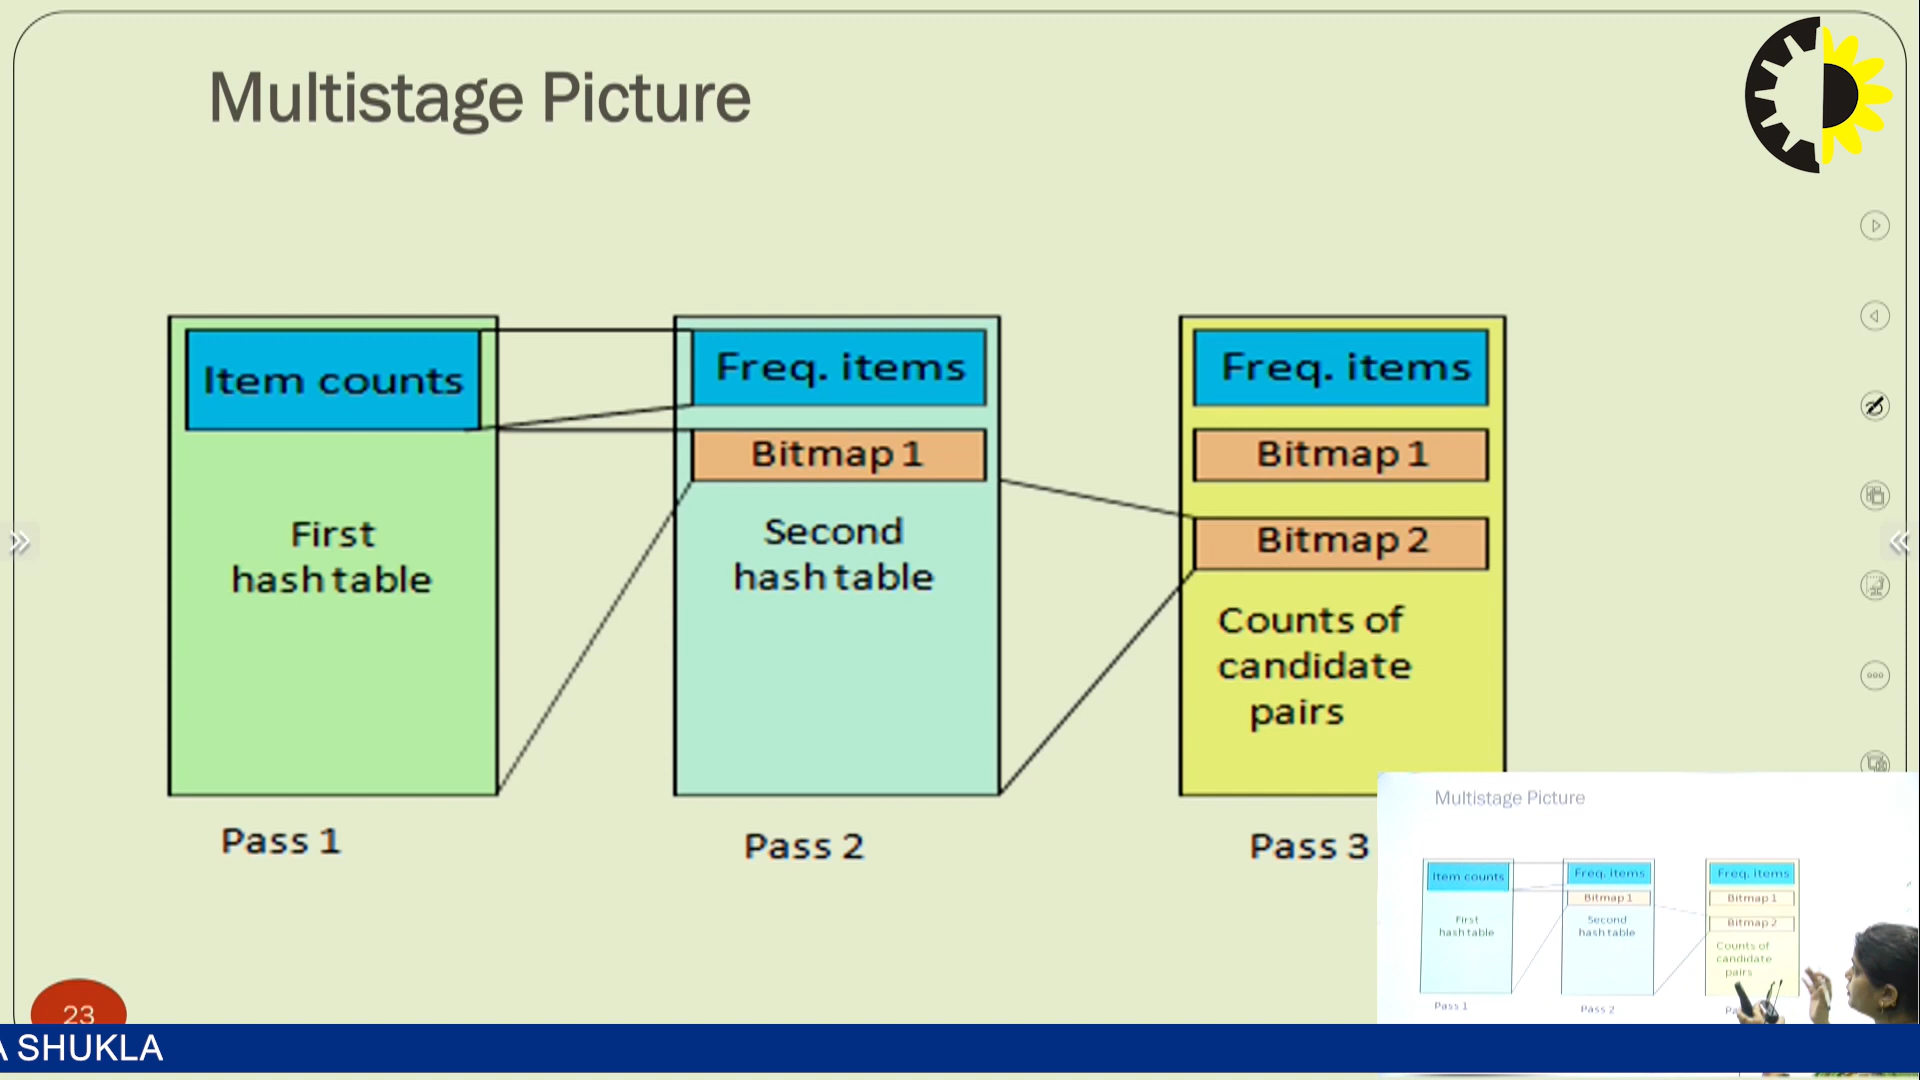 Multistage Picture
Item counts
First
hash table
Pass 1
Freq. items
Bitmap 1
Second
hash table
Pass 2
Freq. items
Bitmap 1
Bitmap 2
Counts of
candidate
pairs
Pass 3
Multistage Picture
Item counts
First
hash table
Pass 1
Freq. items
Bitmap 1
Second
hash table
Pass 2
Freq. items
Bitmap 1
Bitmap 2
Counts of
candidate
pairs
Pa
23
A SHUKLA